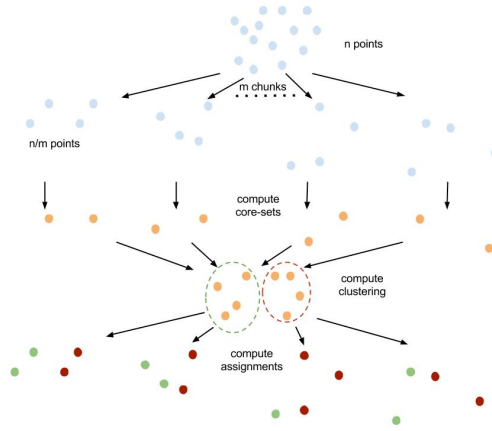 n points
m chunks
n/m points
compute
core-sets
compute
clustering
compute
assignments